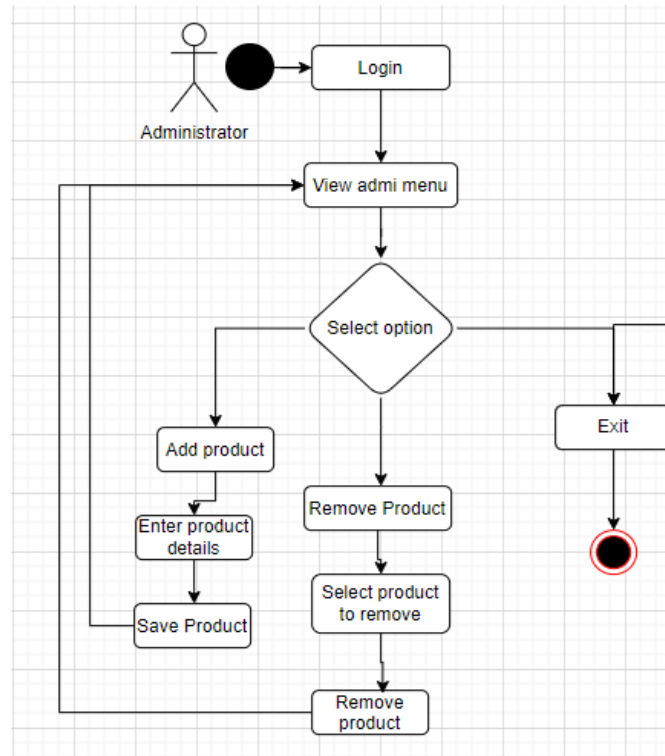 Login
Administrator
View admi menu
Select option
Add product
Exit
Remove Product
Enter product
details
Select product
to remove
Save Product
Remove
product